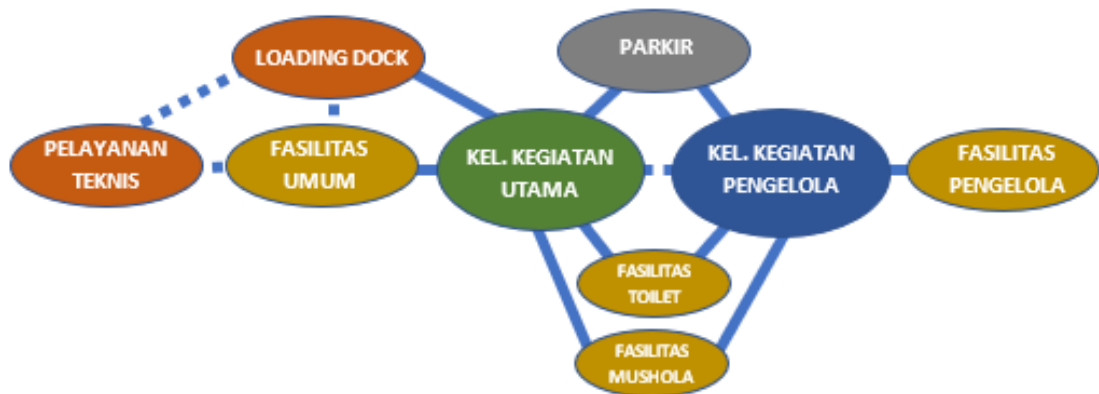 LOADING DOCK
PARKIR
PELAYANAN
TEKNIS
FASILITAS
UMUM
KEL. KEGIATAN
UTAMA
KEL. KEGIATAN
PENGELOLA
FASILITAS
PENGELOLA
FASILITAS
TOILET
FASILITAS
MUSHOLA